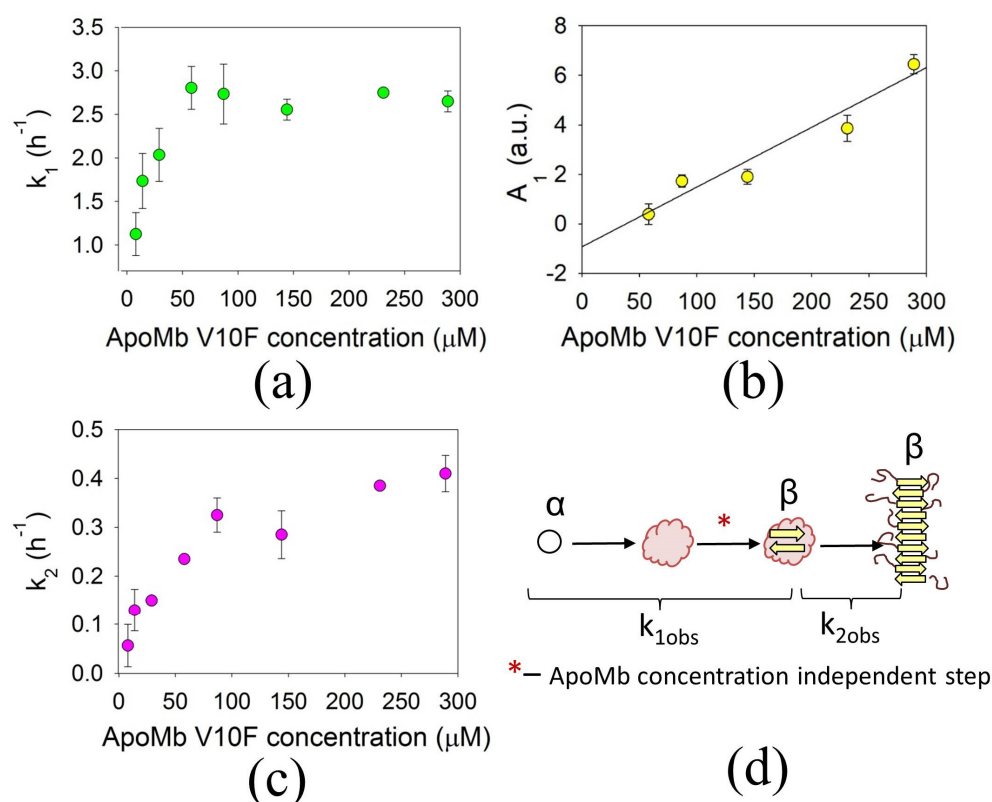 3.5
3.0
2.5
2.0
1.5
1.0
k₁ (h⁻¹)
0 50 100 150 200 250 300
ApoMb V10F concentration (μM)
(a)
8
6
4
2
0
-2
A₁ (a.u.)
0 50 100 150 200 250 300
ApoMb V10F concentration (μM)
(b)
0.5
0.4
0.3
0.2
0.1
0.0
k₂ (h⁻¹)
0 50 100 150 200 250 300
ApoMb V10F concentration (μM)
(c)
β
β
α
*
k1obs k2obs
*– ApoMb concentration independent step
(d)